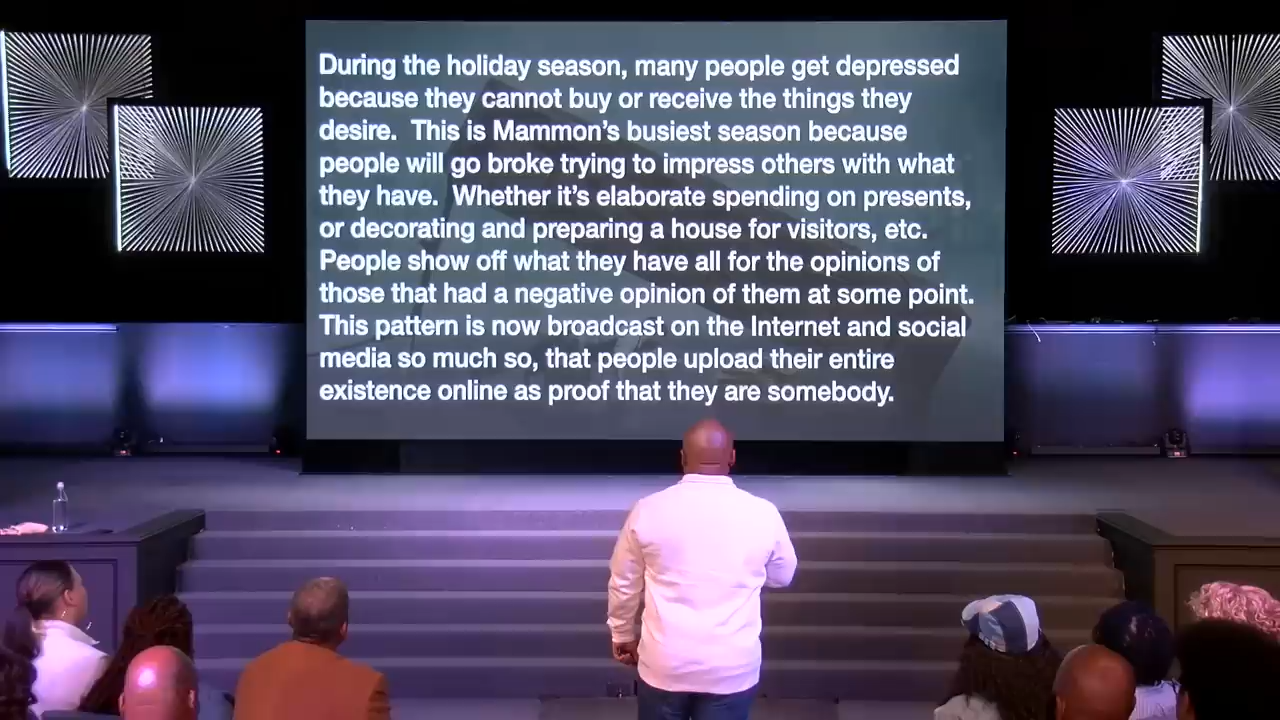 During the holiday season, many people get depressed
because they cannot buy or receive the things they
desire.  This is Mammon's busiest season because
people will go broke trying to impress others with what
they have.  Whether it's elaborate spending on presents,
or decorating and preparing a house for visitors, etc.
People show off what they have all for the opinions of
those that had a negative opinion of them at some point.
This pattern is now broadcast on the Internet and social
media so much so, that people upload their entire
existence online as proof that they are somebody.